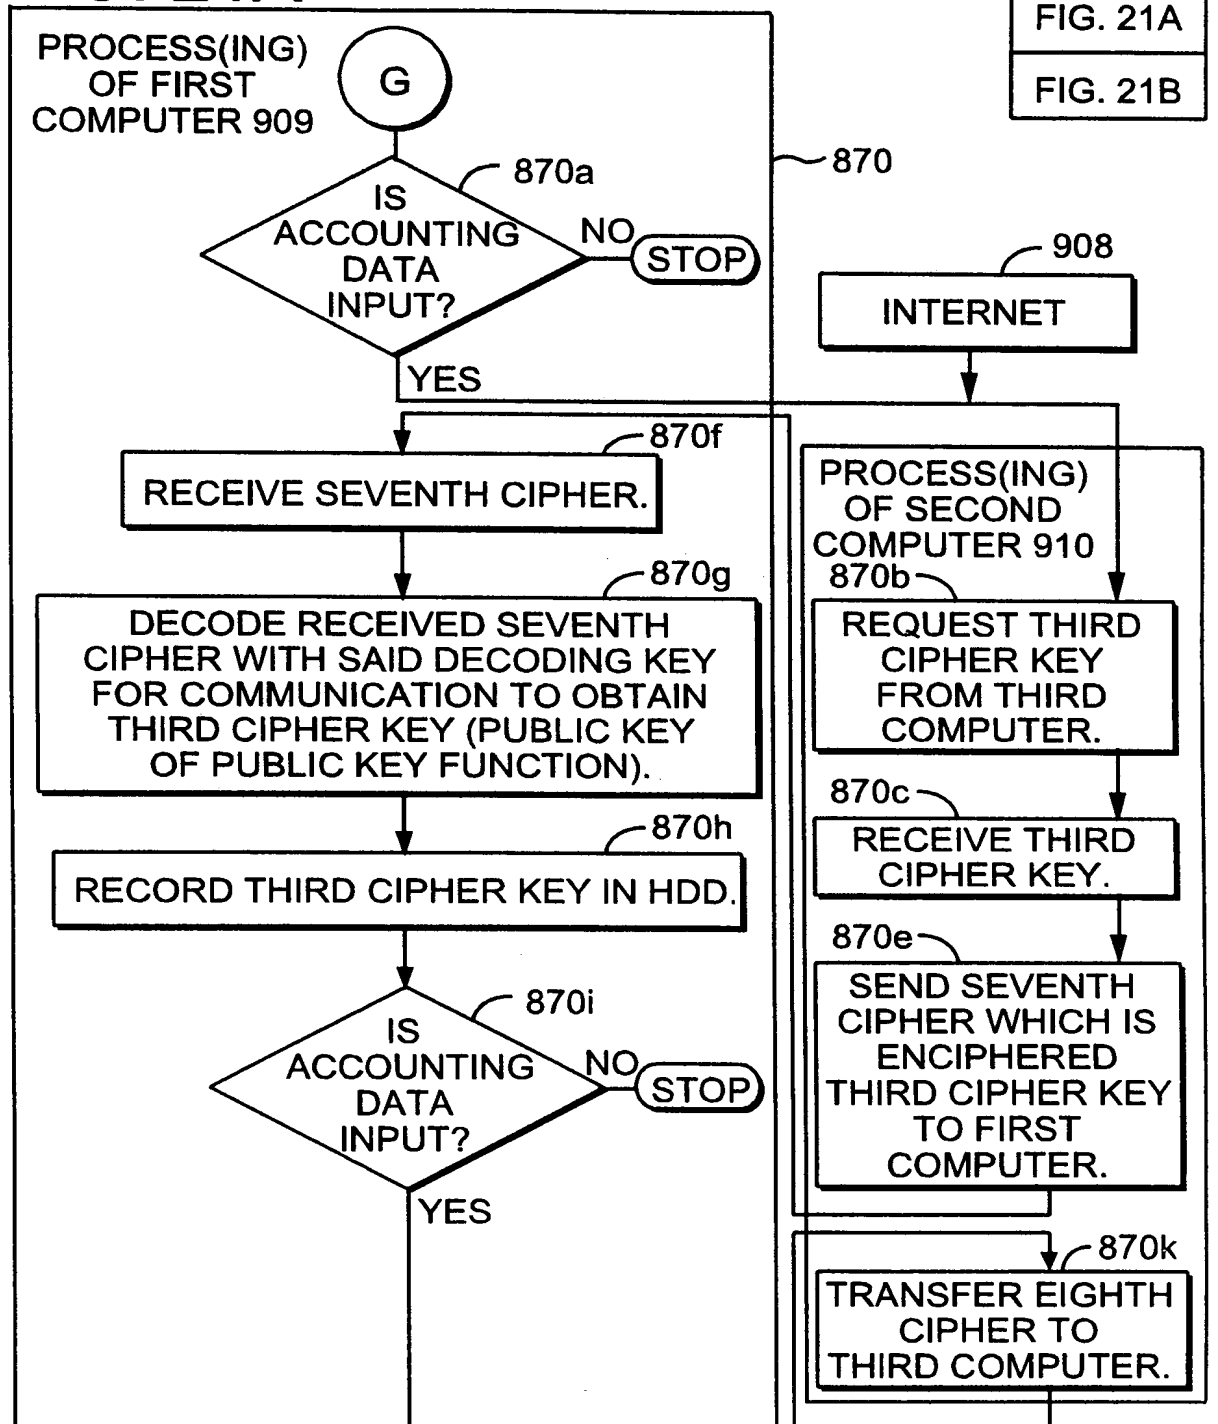 FIG. 21A
FIG. 21B
PROCESS(ING)
OF FIRST
COMPUTER 909
G
870
870a
IS
ACCOUNTING
DATA
INPUT?
NO
STOP
YES
908
INTERNET
870f
RECEIVE SEVENTH CIPHER.
870g
DECODE RECEIVED SEVENTH
CIPHER WITH SAID DECODING KEY
FOR COMMUNICATION TO OBTAIN
THIRD CIPHER KEY (PUBLIC KEY
OF PUBLIC KEY FUNCTION).
870h
RECORD THIRD CIPHER KEY IN HDD.
870i
IS
ACCOUNTING
DATA
INPUT?
NO
STOP
YES
PROCESS(ING)
OF SECOND
COMPUTER 910
870b
REQUEST THIRD
CIPHER KEY
FROM THIRD
COMPUTER.
870c
RECEIVE THIRD
CIPHER KEY.
870e
SEND SEVENTH
CIPHER WHICH IS
ENCIPHERED
THIRD CIPHER KEY
TO FIRST
COMPUTER.
870k
TRANSFER EIGHTH
CIPHER TO
THIRD COMPUTER.